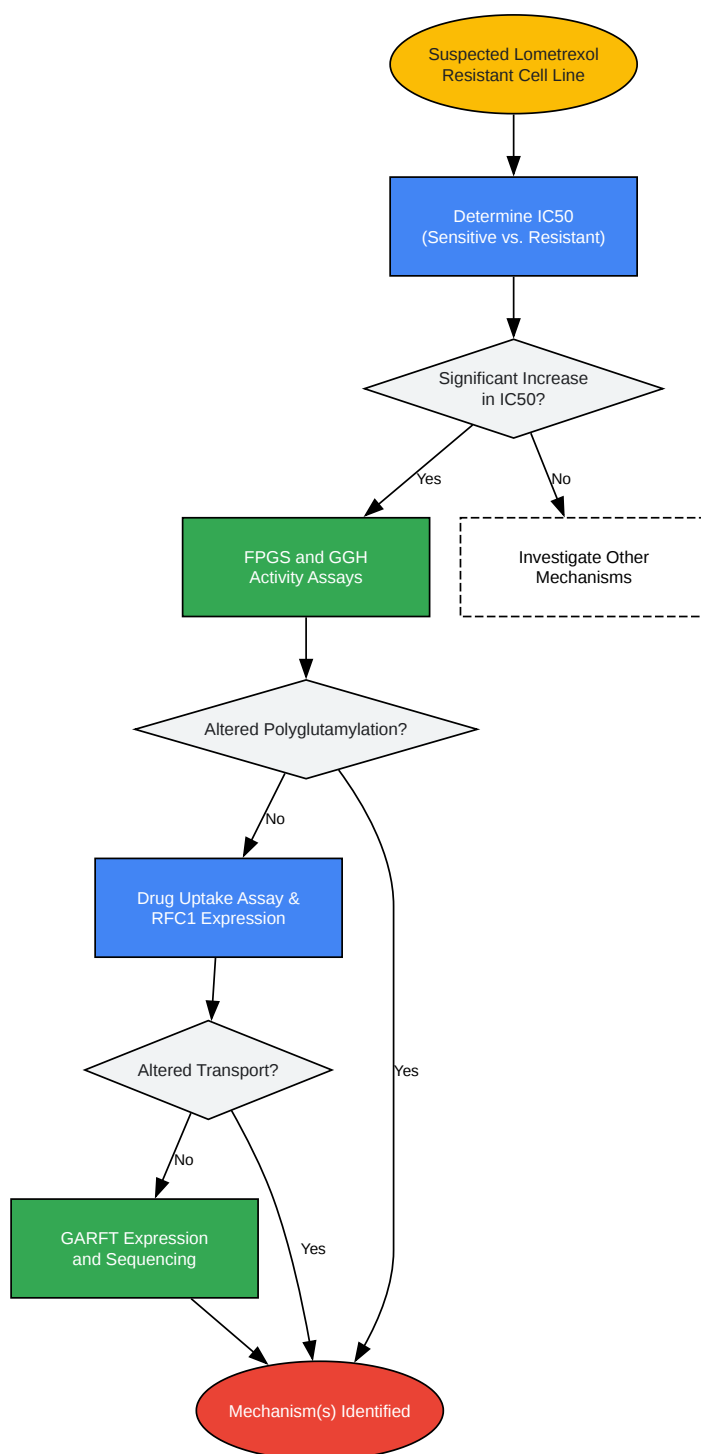 Suspected Lometrexol
Resistant Cell Line
Determine IC50
(Sensitive vs. Resistant)
Significant Increase
in IC50?
Yes
No
FPGS and GGH
Activity Assays
Investigate Other
Mechanisms
Altered Polyglutamylation?
No
Drug Uptake Assay &
RFC1 Expression
Altered Transport?
Yes
No
GARFT Expression
and Sequencing
Yes
Mechanism(s) Identified